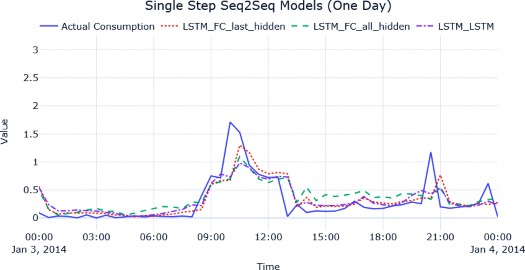 Single Step Seq2Seq Models (One Day)
Actual Consumption LSTM_FC_last_hidden LSTM_FC_all_hidden LSTM_LSTM
3
2.5
2
1.5
1
0.5
0
Value
00:00 03:00 06:00 09:00 12:00 15:00 18:00 21:00 00:00
Jan 3, 2014 Jan 4, 2014
Time